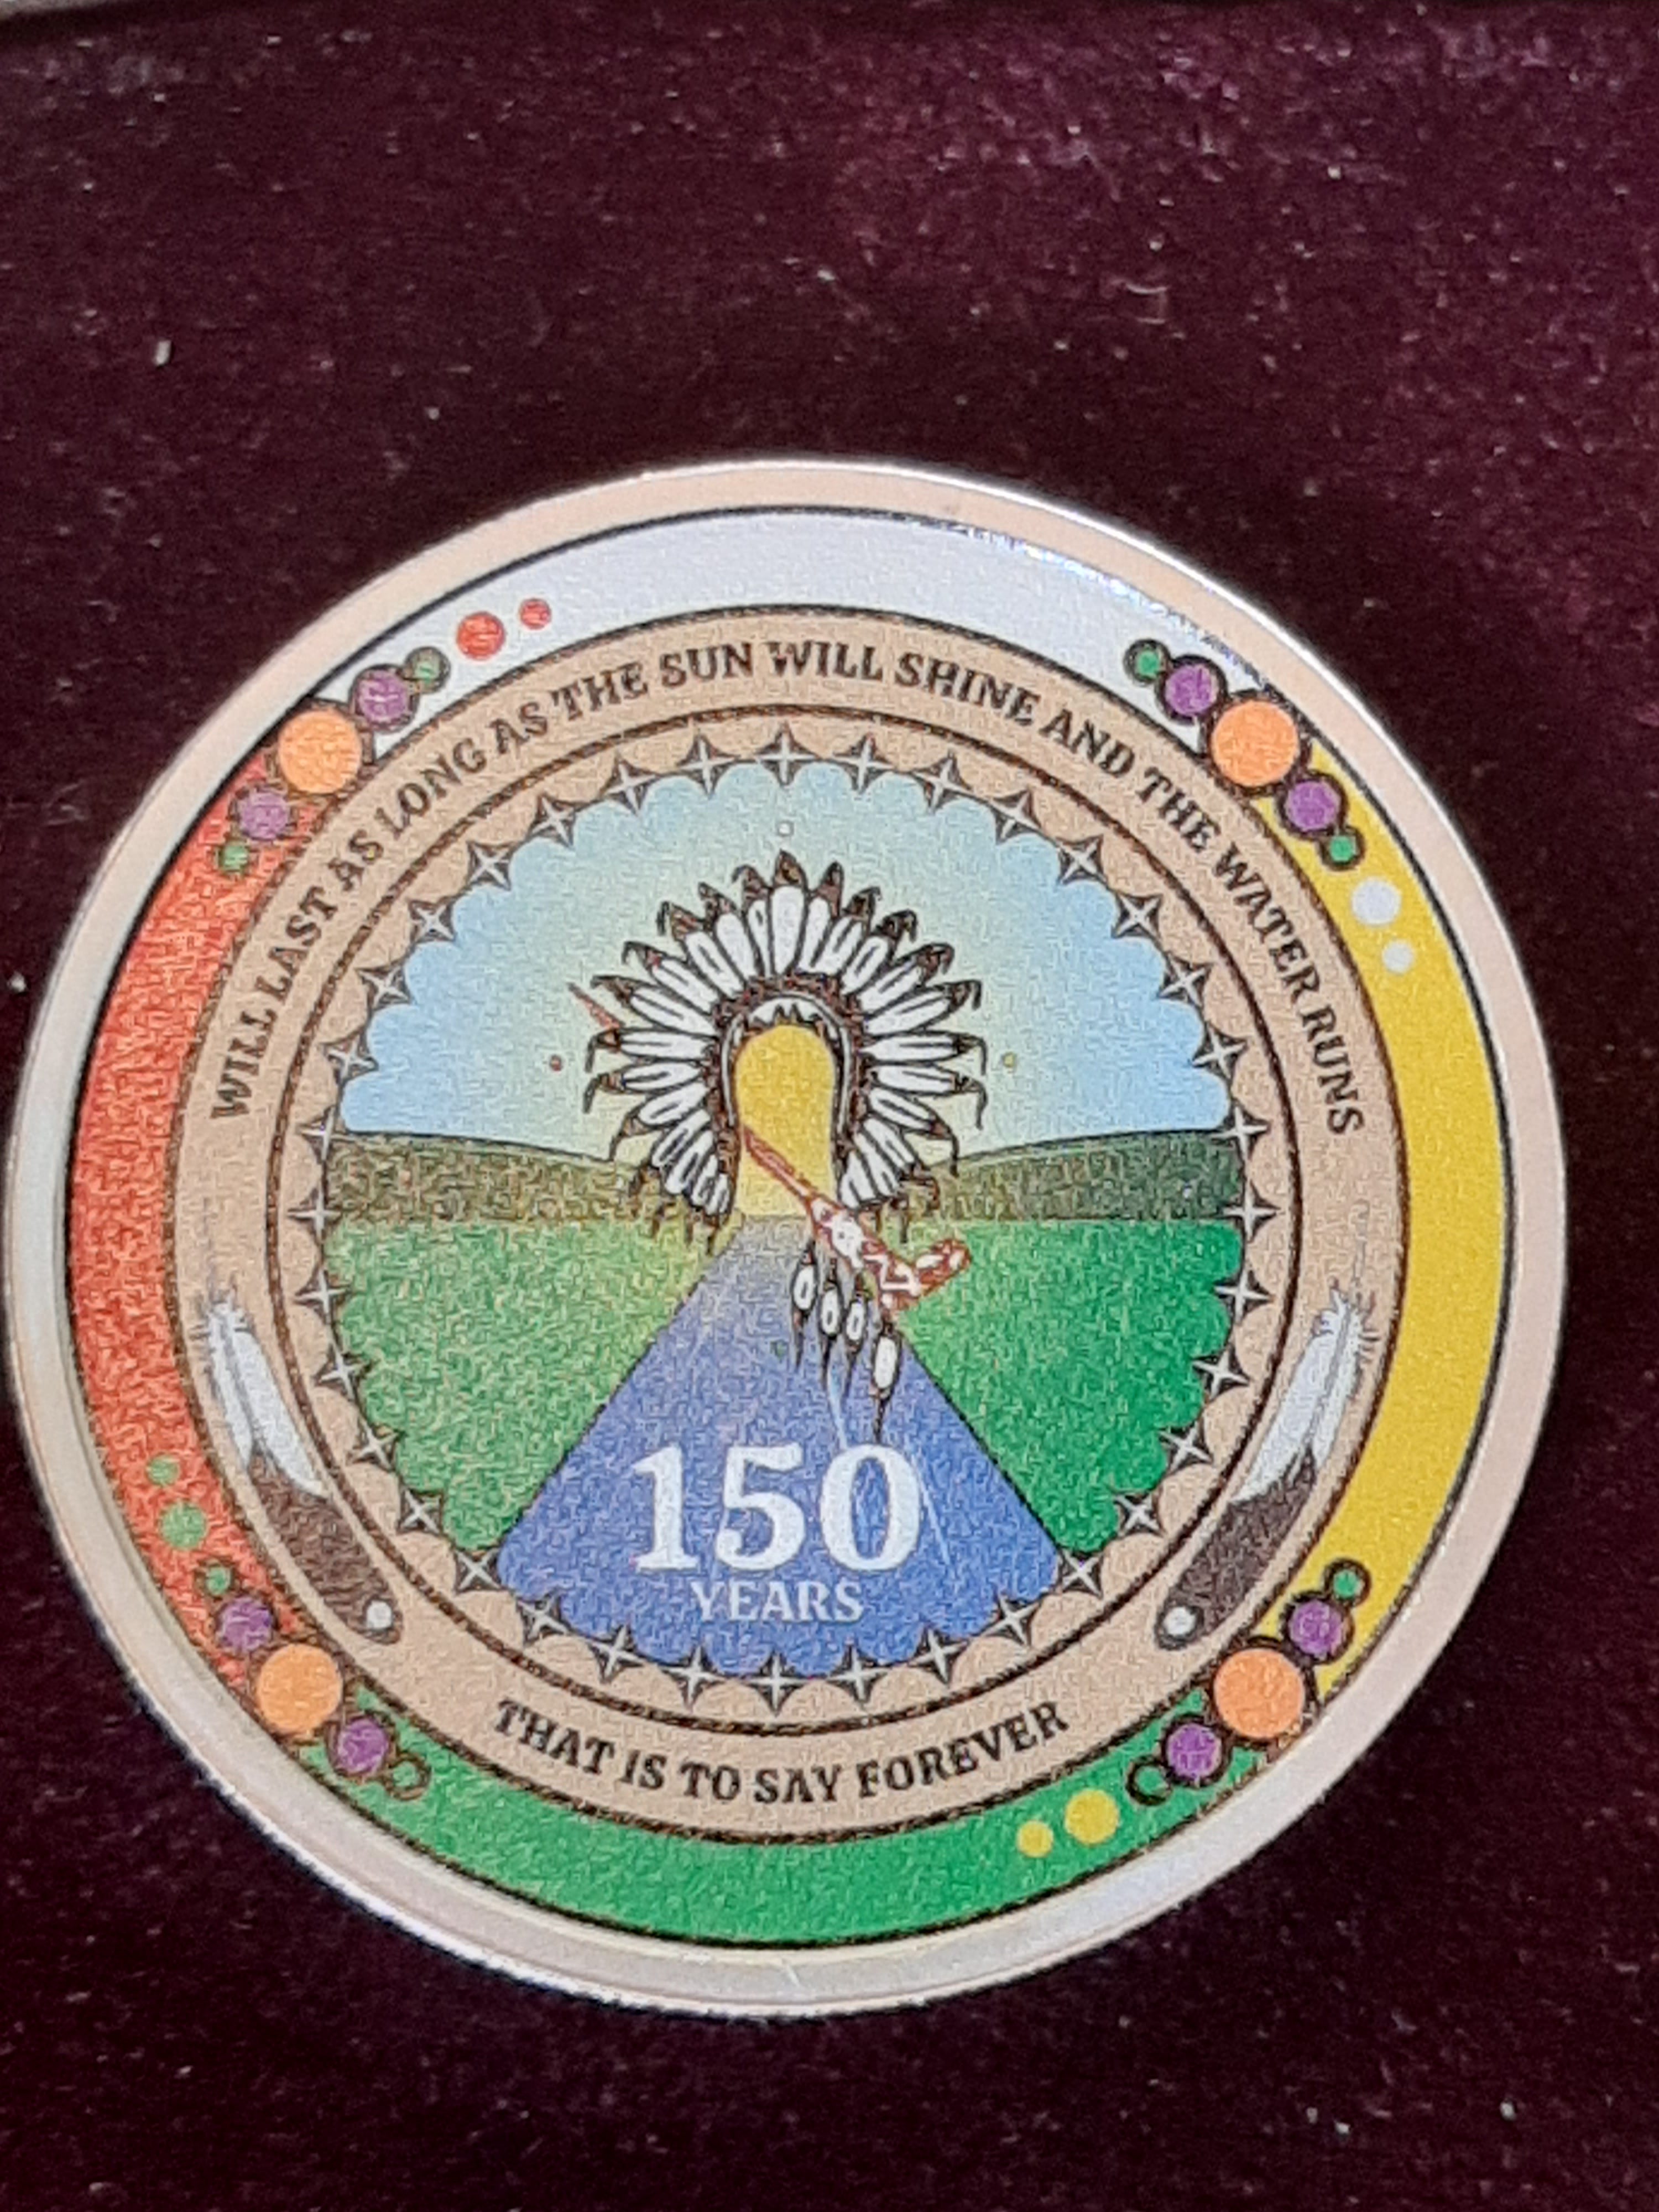 WILL LAST AS LONG AS THE SUN WILL SHINE AND THE WATER RUNS
150
YEARS
THAT IS TO SAY FOREVER